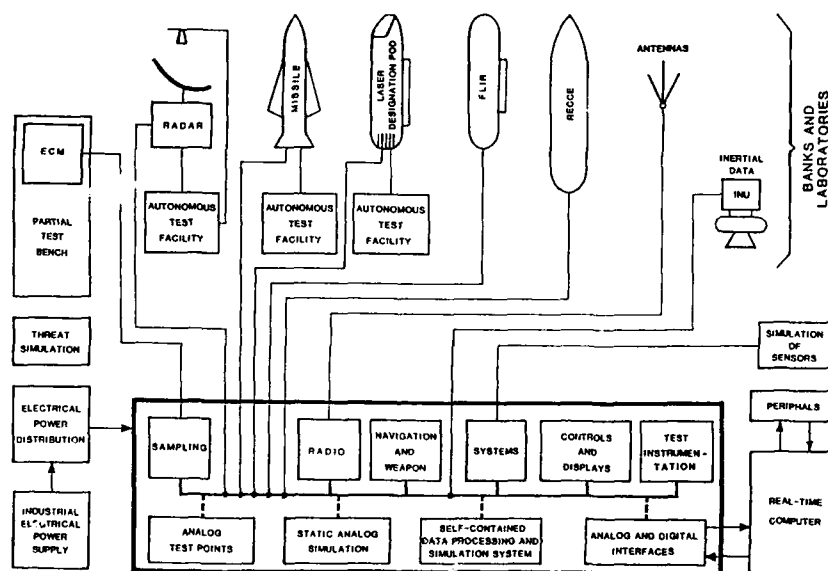 ANTENNAS
MISSILE
LASER
DESIGNATION POD
FLIR
RECCE
BANKS AND
LABORATORIES
RADAR
ECM
PARTIAL
TEST
BENCH
AUTONOMOUS
TEST
FACILITY
AUTONOMOUS
TEST
FACILITY
AUTONOMOUS
TEST
FACILITY
INERTIAL
DATA
INU
THREAT
SIMULATION
SIMULATION
OF
SENSORS
ELECTRICAL
POWER
DISTRIBUTION
INDUSTRIAL
ELECTRICAL
POWER
SUPPLY
SAMPLING
RADIO
NAVIGATION
AND
WEAPON
SYSTEMS
CONTROLS
AND
DISPLAYS
TEST
INSTRUMEN-
TATION
PERIPHALS
REAL-TIME
COMPUTER
ANALOG
TEST POINTS
STATIC ANALOG
SIMULATION
SELF-CONTAINED
DATA PROCESSING AND
SIMULATION SYSTEM
ANALOG AND DIGITAL
INTERFACES